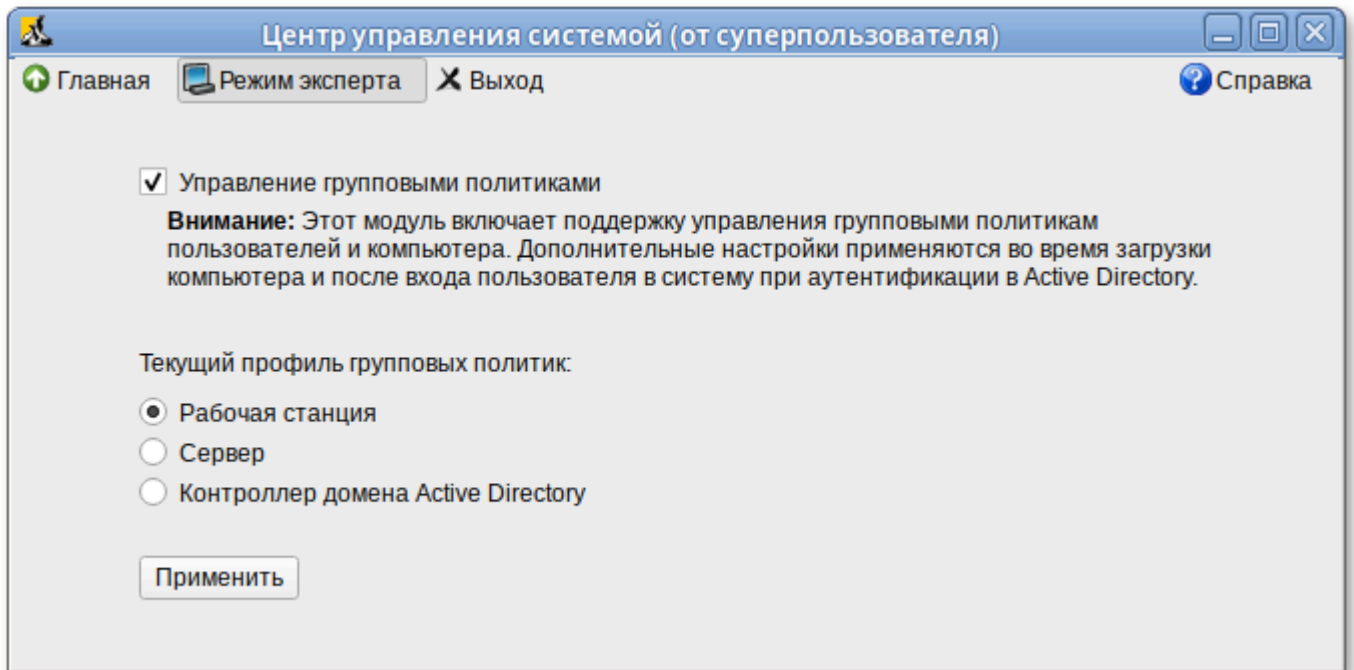 Центр управления системой (от суперпользователя)
Главная Режим эксперта Выход Справка
Управление групповыми политиками
Внимание: Этот модуль включает поддержку управления групповыми политикам
пользователей и компьютера. Дополнительные настройки применяются во время загрузки
компьютера и после входа пользователя в систему при аутентификации в Active Directory.
Текущий профиль групповых политик:
Рабочая станция
Сервер
Контроллер домена Active Directory
Применить